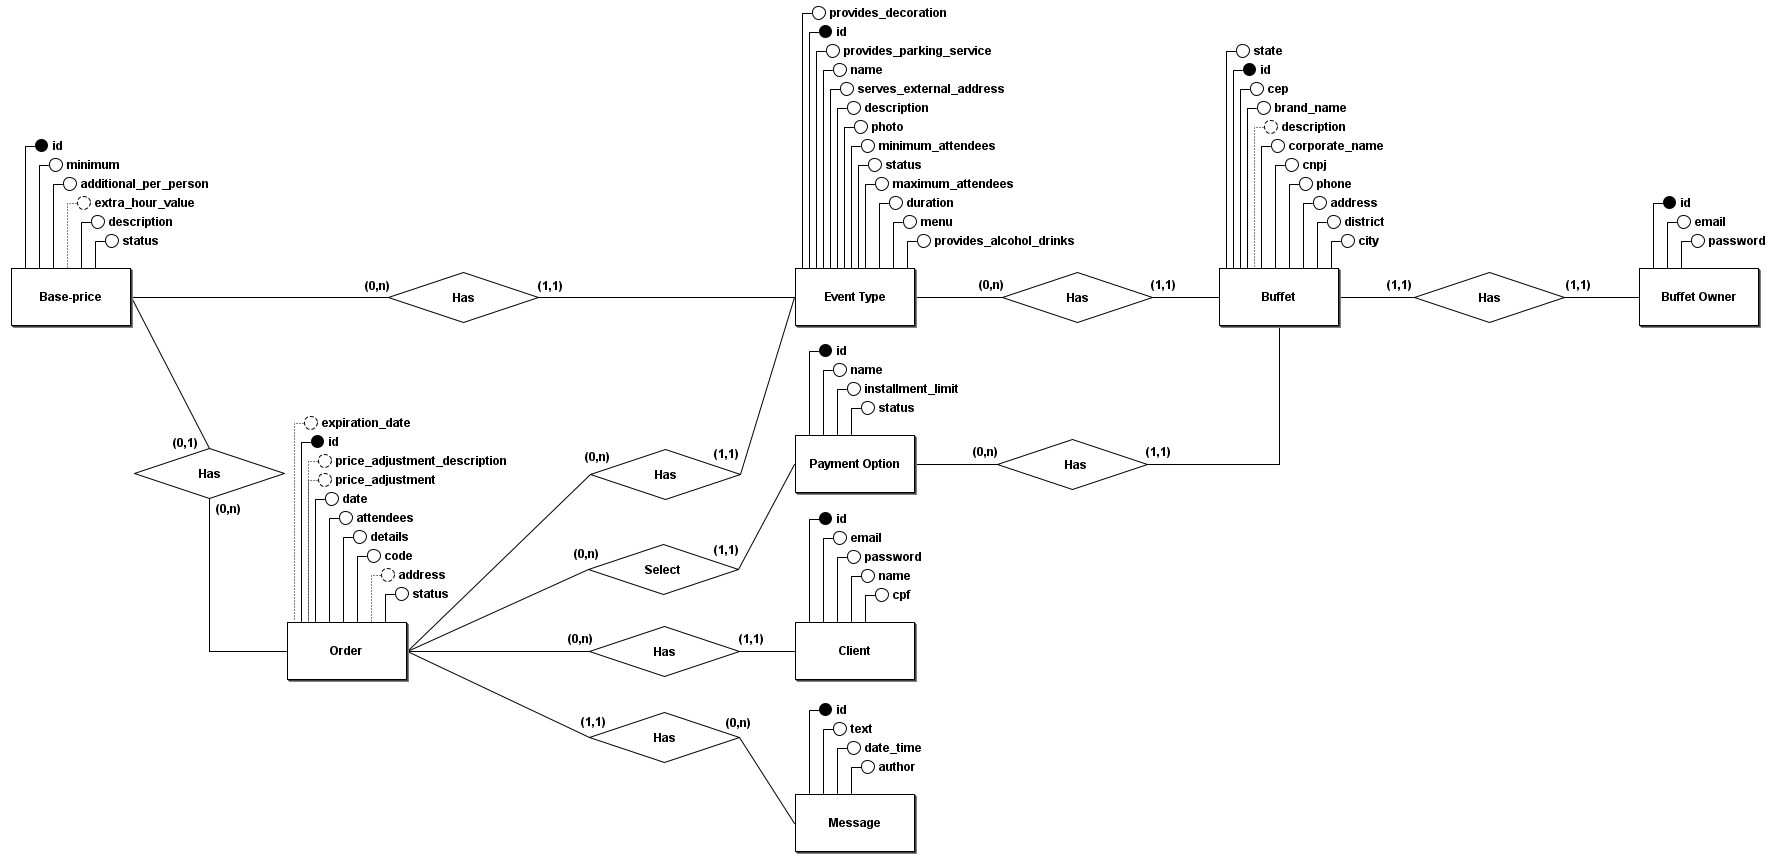 provides_decoration
id
provides_parking_service
name
serves_external_address
description
photo
minimum_attendees
status
maximum_attendees
duration
menu
provides_alcohol_drinks
state
id
cep
brand_name
description
corporate_name
cnpj
phone
address
district
city
id
minimum
additional_per_person
extra_hour_value
description
status
id
email
password
Base-price
(0,n)
Has
(1,1)
Event Type
(0,n)
Has
(1,1)
Buffet
(1,1)
Has
(1,1)
Buffet Owner
id
name
installment_limit
status
Payment Option
(0,n)
Has
(1,1)
(0,1)
Has
(0,n)
expiration_date
id
price_adjustment_description
price_adjustment
date
attendees
details
code
address
status
Order
(0,n)
Has
(1,1)
(0,n)
Select
(1,1)
id
email
password
name
cpf
(0,n)
Has
(1,1)
Client
(1,1)
Has
(0,n)
id
text
date_time
author
Message